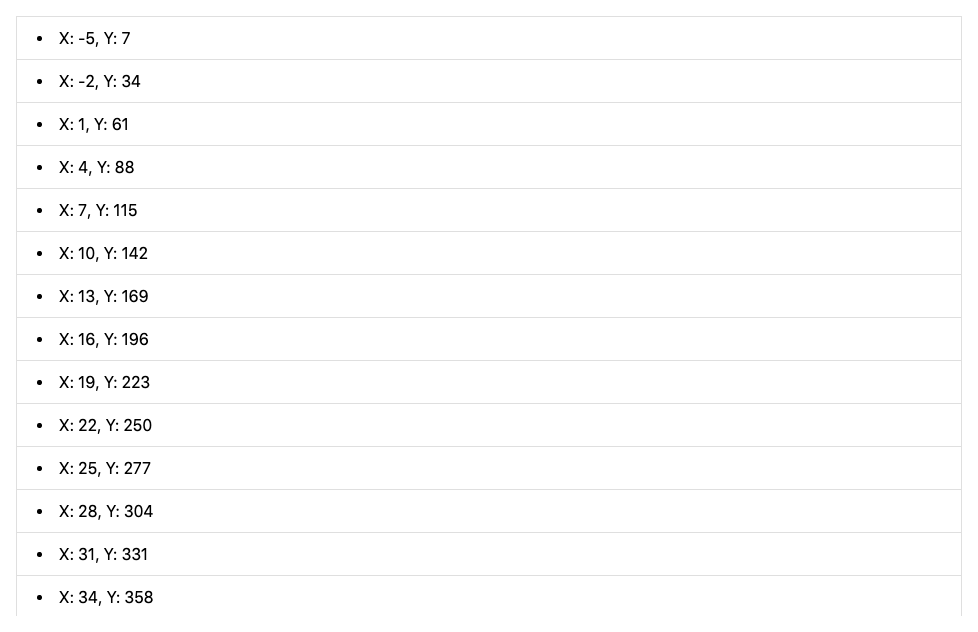 • X: -5, Y: 7
• X: -2, Y: 34
• X: 1, Y: 61
• X: 4, Y: 88
• X: 7, Y: 115
• X: 10, Y: 142
• X: 13, Y: 169
• X: 16, Y: 196
• X: 19, Y: 223
• X: 22, Y: 250
• X: 25, Y: 277
• X: 28, Y: 304
• X: 31, Y: 331
• X: 34, Y: 358